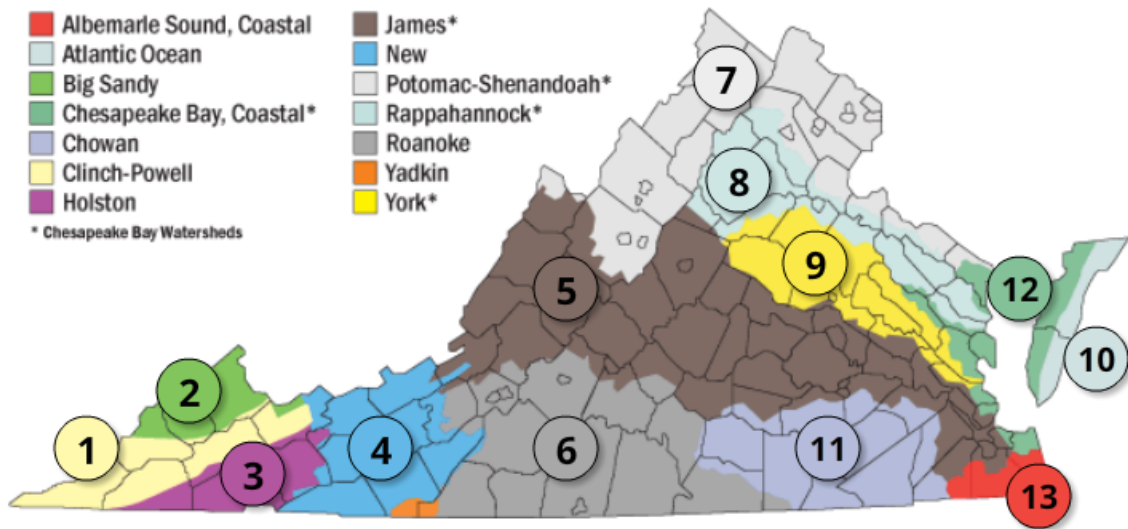 Albemarle Sound, Coastal
Atlantic Ocean
Big Sandy
Chesapeake Bay, Coastal*
Chowan
Clinch-Powell
Holston
* Chesapeake Bay Watersheds
James*
New
Potomac-Shenandoah*
Rappahannock*
Roanoke
Yadkin
York*
7
8
9
5
12
10
2
1
3
4
6
11
13